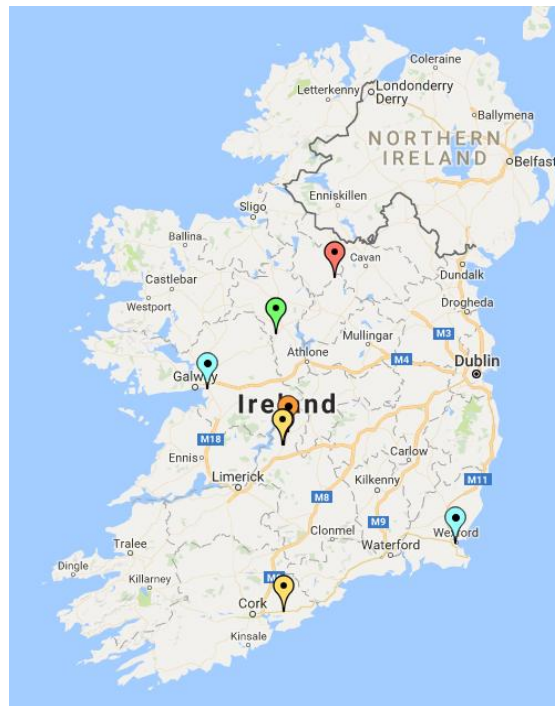 Coleraine
Londonderry
Derry
Letterkenny
Ballymena
NORTHERN
IRELAND
Belfast
Enniskillen
Sligo
Ballina
Cavan
Dundalk
Castlebar
Westport
Drogheda
M3
Mullingar
Athlone
M4
Dublin
Galway
Ireland
M18
Ennis
Carlow
Limerick
Kilkenny
M11
M8
M9
Wexford
Clonmel
Waterford
Tralee
Dingle
Killarney
Cork
Kinsale